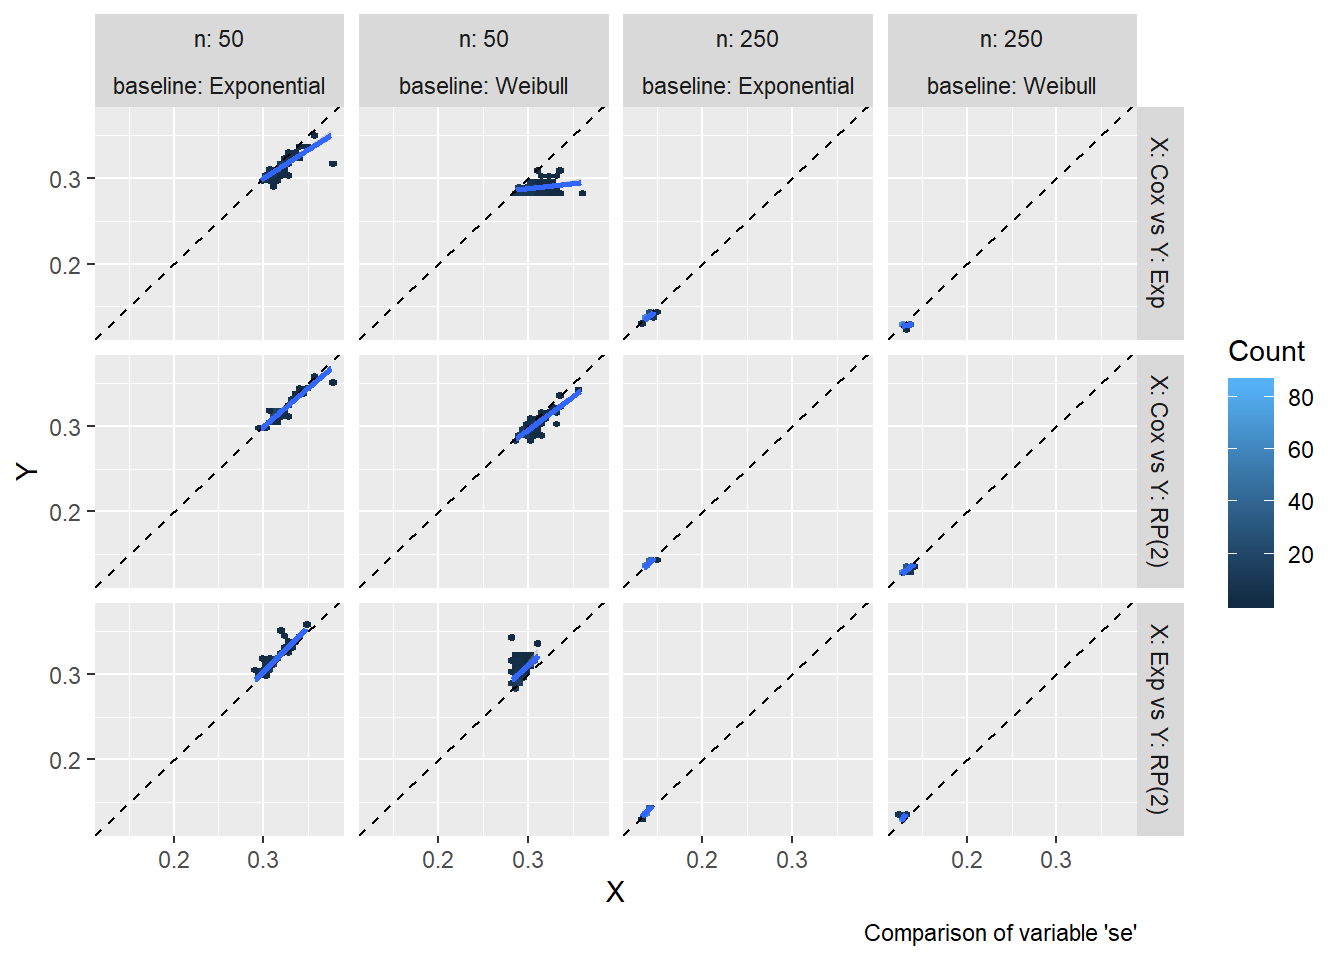 n: 50
baseline: Exponential
n: 50
baseline: Weibull
n: 250
baseline: Exponential
n: 250
baseline: Weibull
X: Cox vs Y: Exp
X: Cox vs Y: RP(2)
X: Exp vs Y: RP(2)
Y
0.3
0.2
0.3
0.2
0.3
0.2
0.2
0.3
0.2
0.3
0.2
0.3
0.2
0.3
X
Count
80
60
40
20
Comparison of variable 'se'